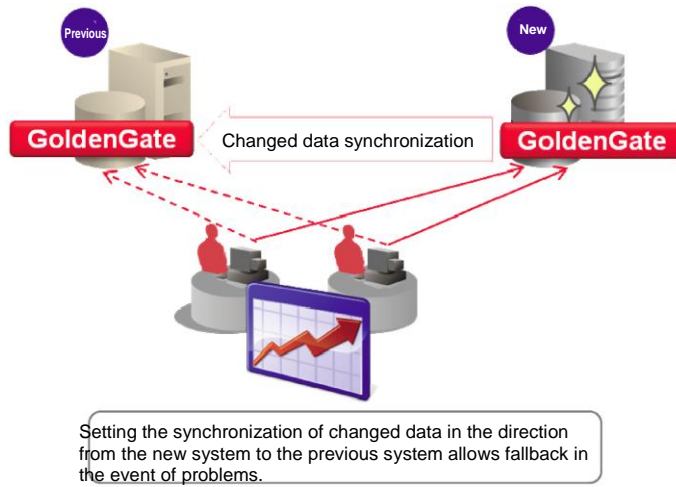 Previous
New
GoldenGate
Changed data synchronization
GoldenGate
Setting the synchronization of changed data in the direction
from the new system to the previous system allows fallback in
the event of problems.